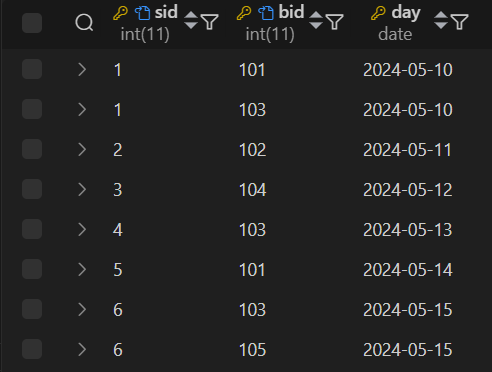 sid bid day
int(11) int(11) date
1 101 2024-05-10
1 103 2024-05-10
2 102 2024-05-11
3 104 2024-05-12
4 103 2024-05-13
5 101 2024-05-14
6 103 2024-05-15
6 105 2024-05-15